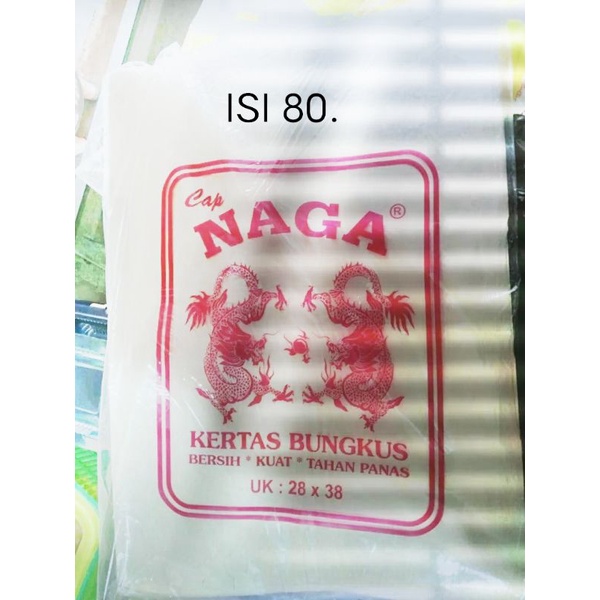 ISI 80.
Cap
NAGA®
KERTAS BUNGKUS
BERSIH * KUAT * TAHAN PANAS
UK : 28 x 38